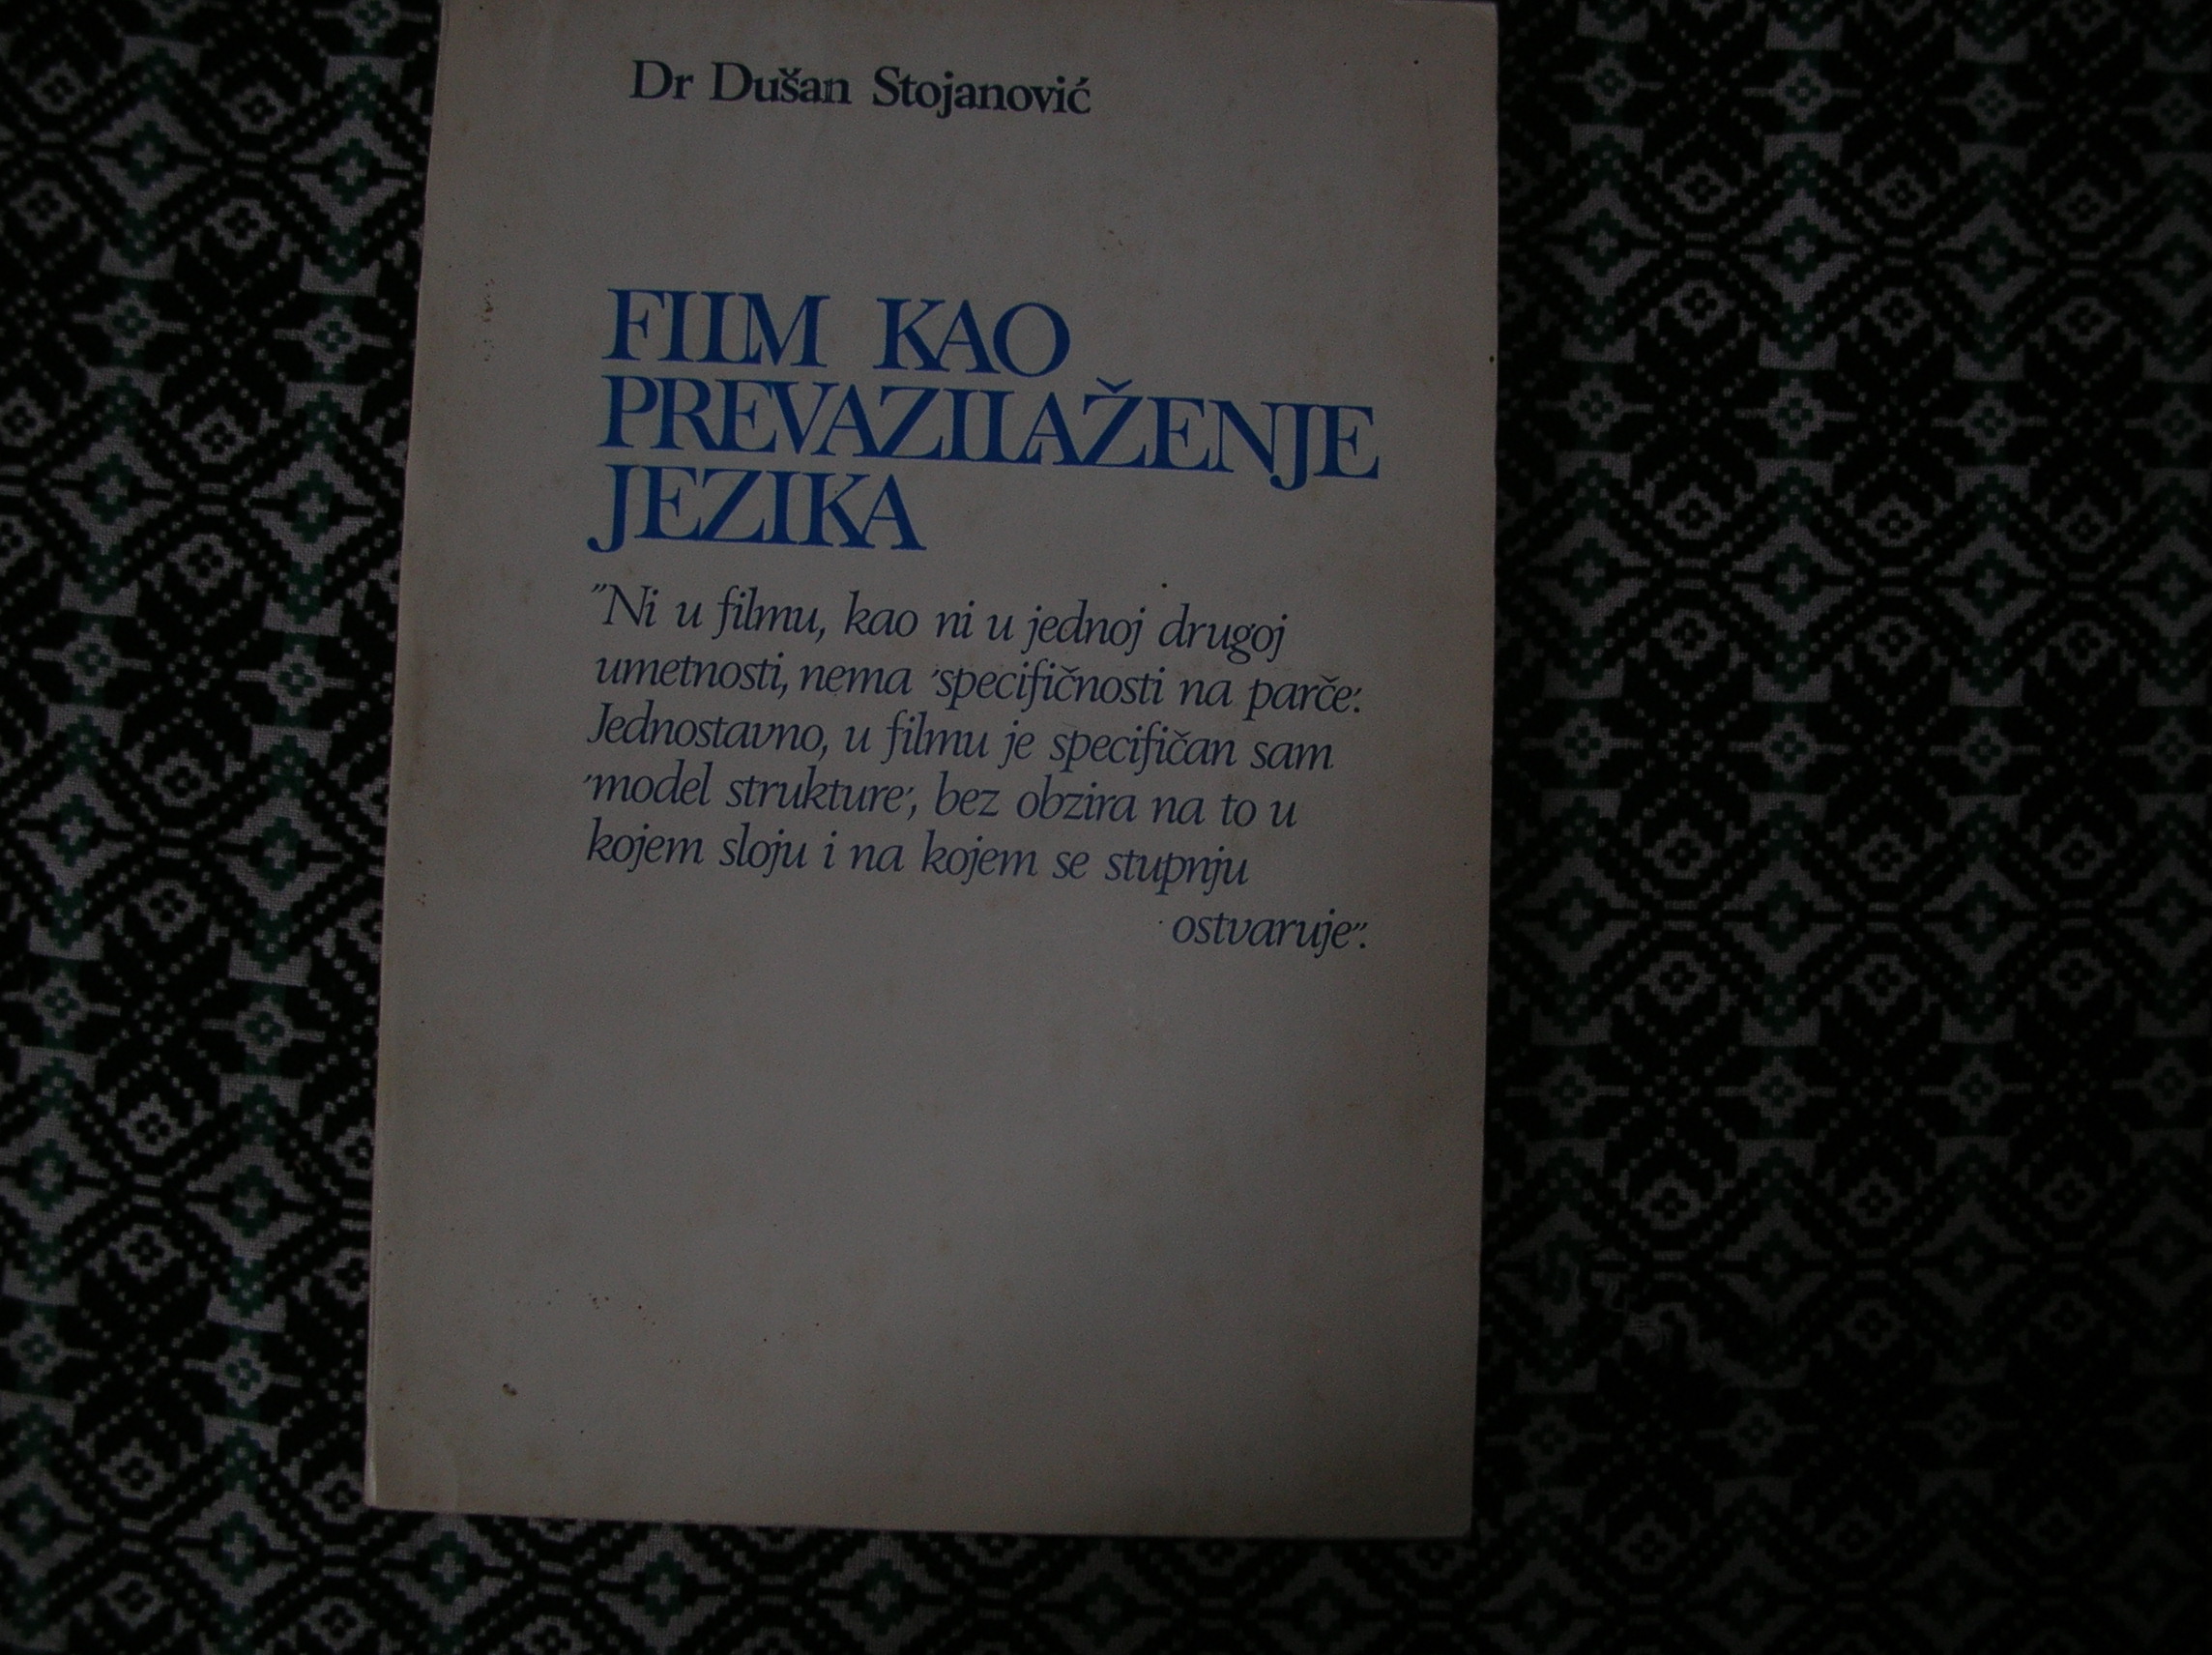 Dr Dušan Stojanović
FILM KAO
PREVAZILAŽENJE
JEZIKA
"Ni u filmu, kao ni u jednoj drugoj
umetnosti, nema 'specifičnosti na parče'.
Jednostavno, u filmu je specifičan sam
'model strukture', bez obzira na to u
kojem sloju i na kojem se stupnju
ostvaruje".